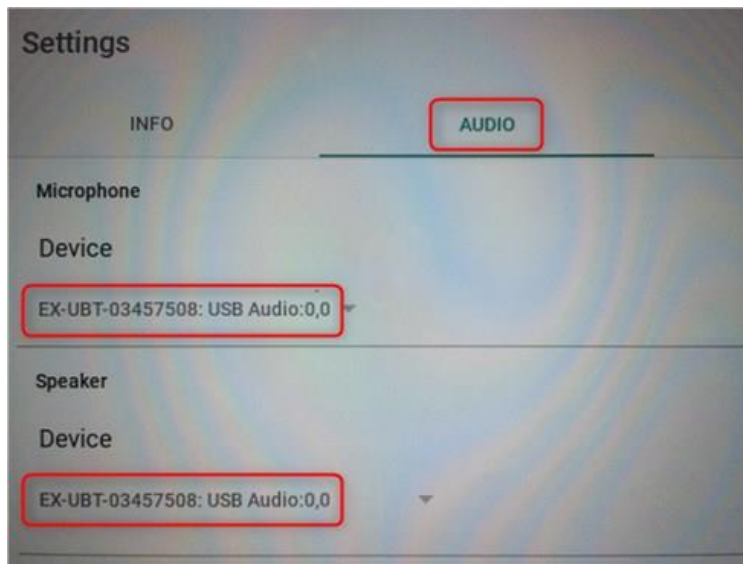 Settings
INFO
AUDIO
Microphone
Device
EX-UBT-03457508: USB Audio:0,0
Speaker
Device
EX-UBT-03457508: USB Audio:0,0